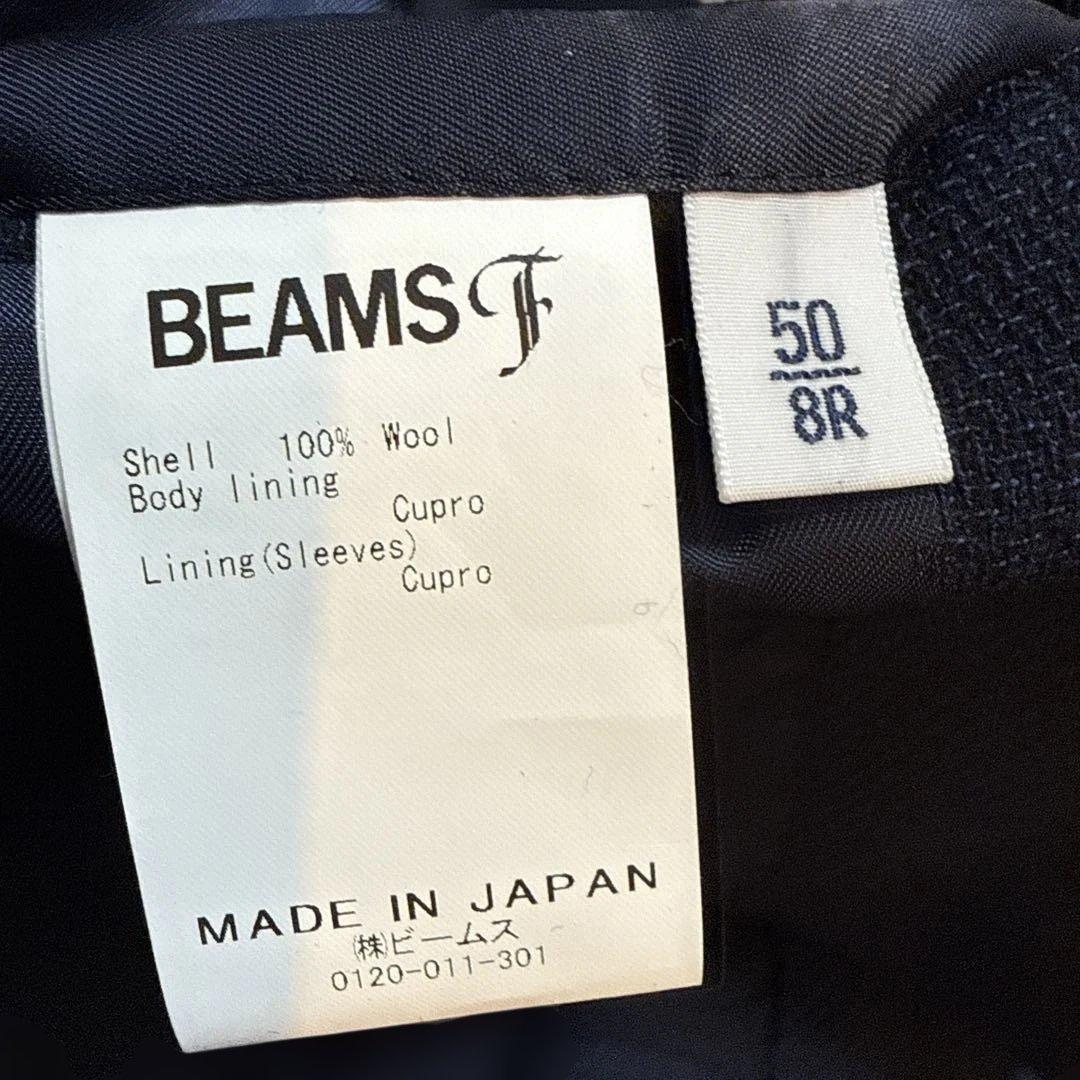 BEAMS F
Shell 100% Wool
Body lining
Cupro
Lining(Sleeves)
Cupro
MADE IN JAPAN
㈱ビームス
0120-011-301
50
8R